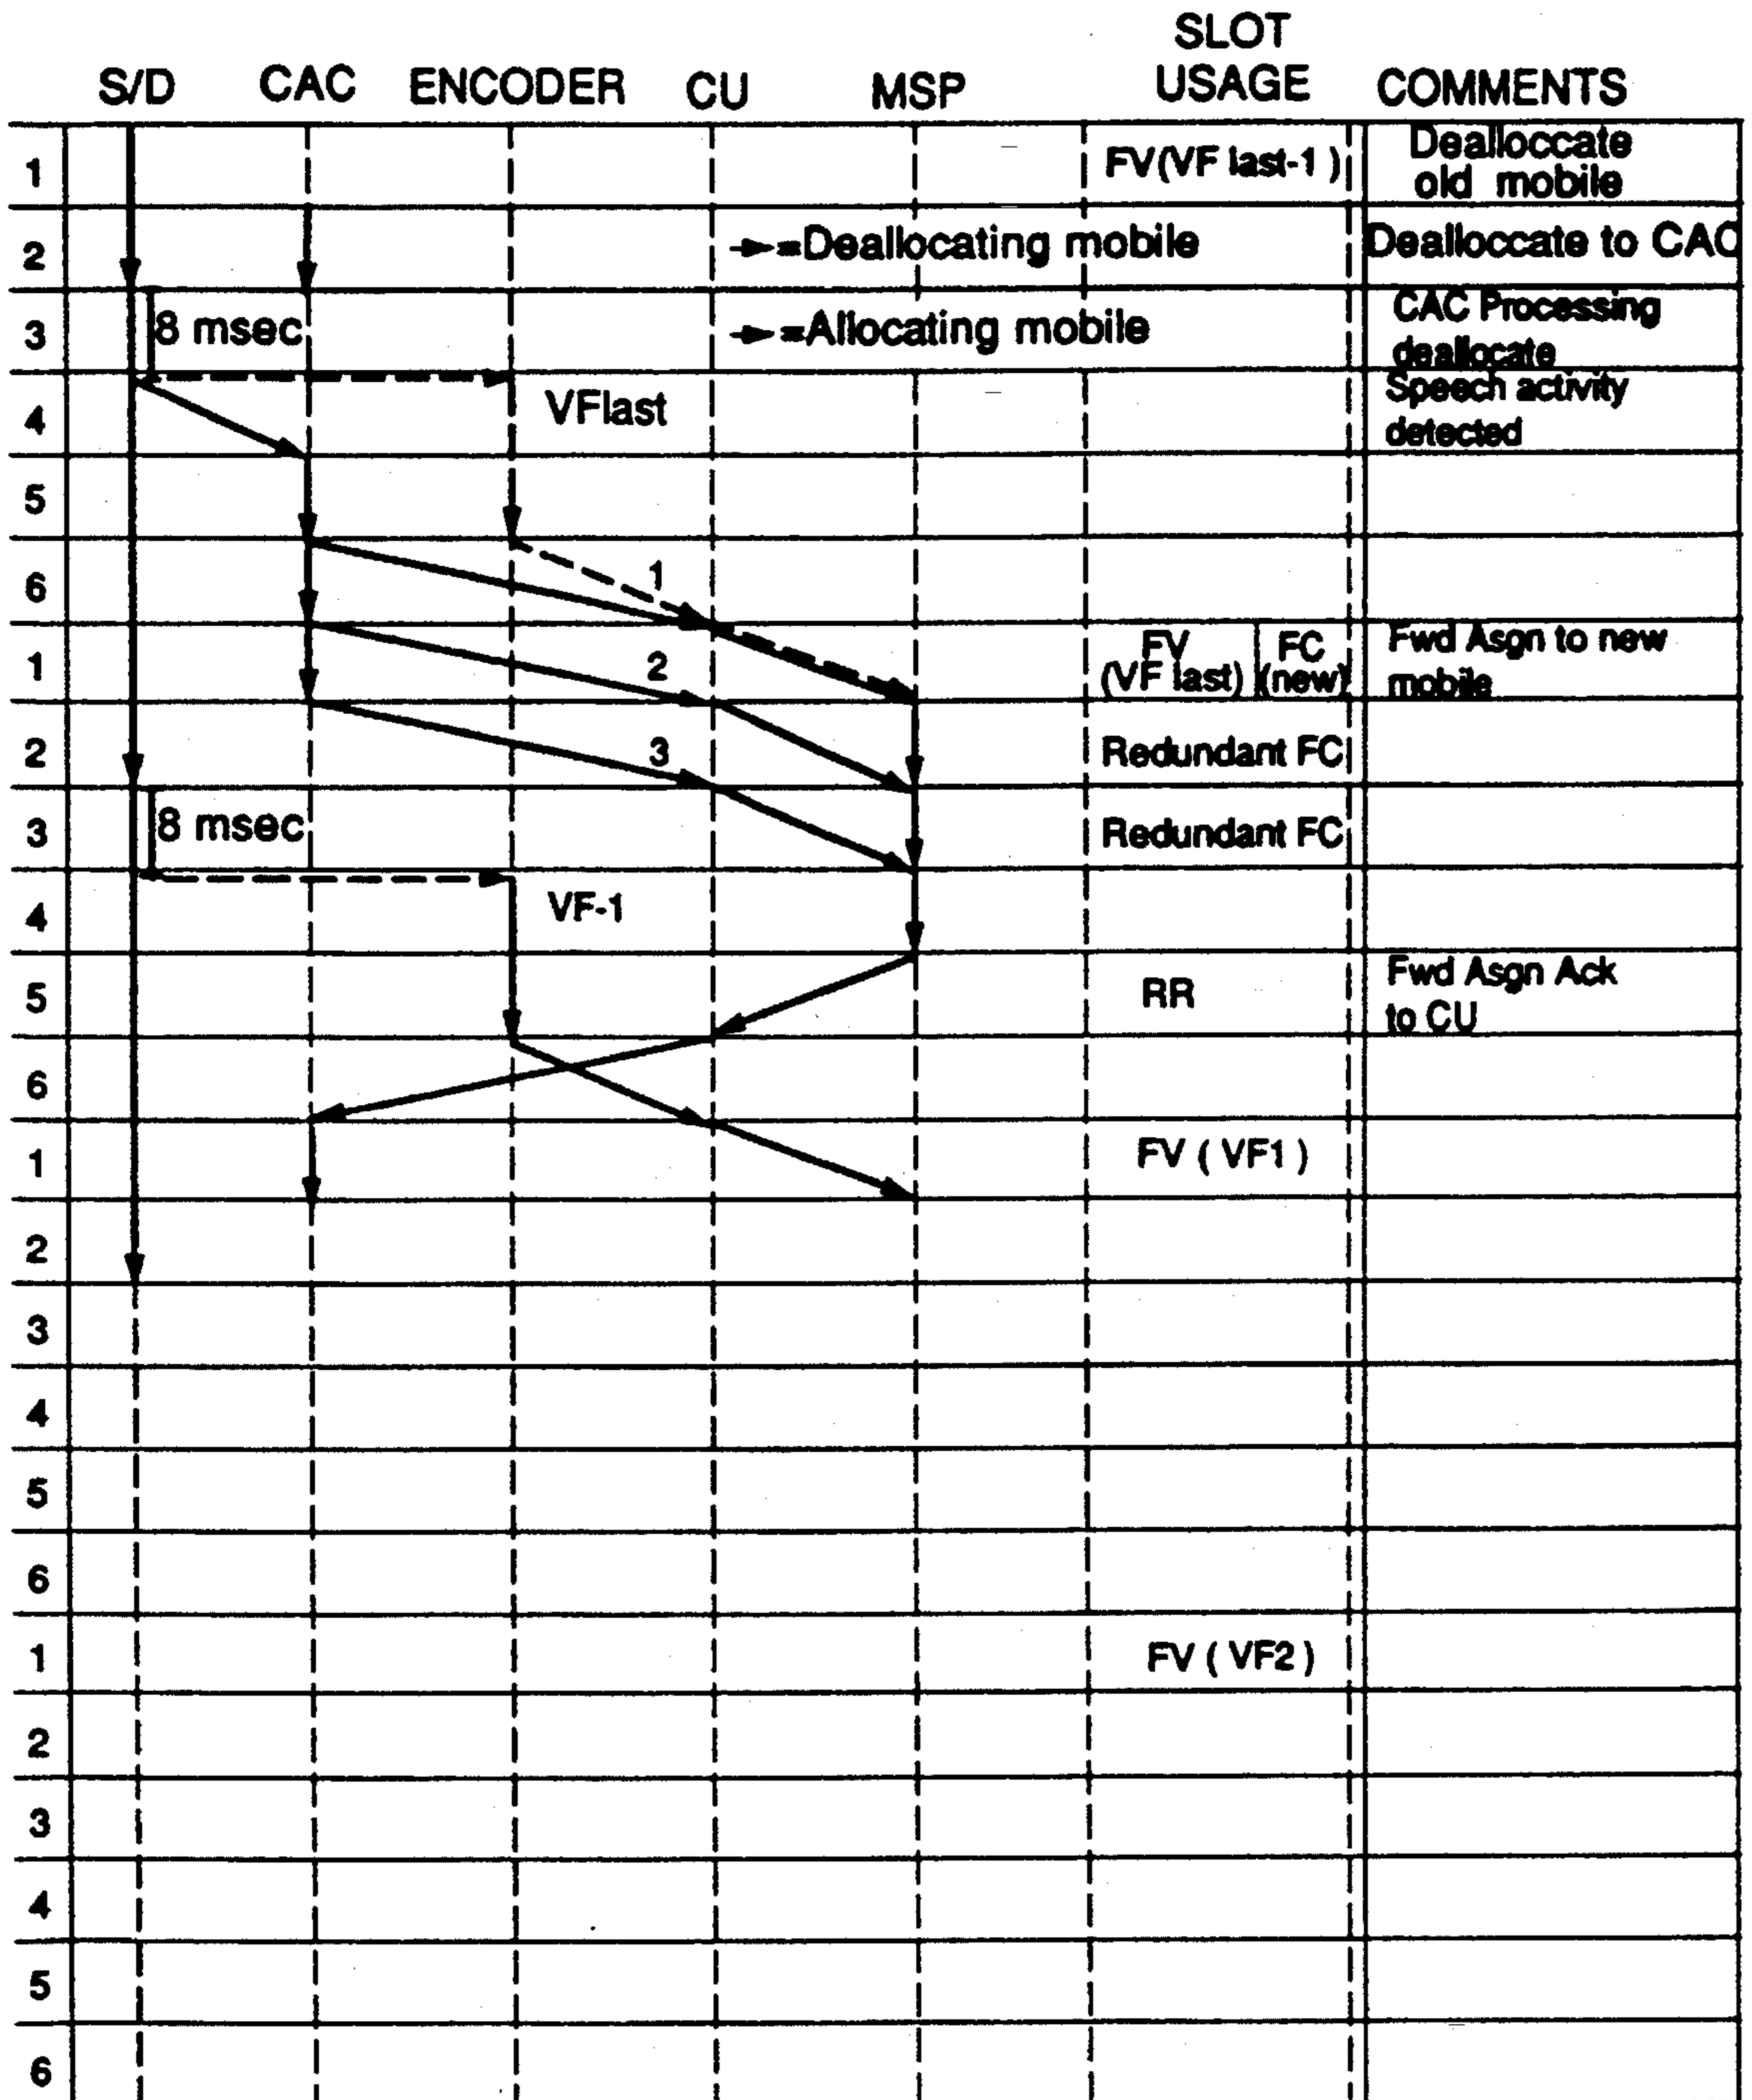 SLOT
S/D CAC ENCODER CU MSP USAGE COMMENTS
1 FV(VF last-1) Dealloccate
old mobile
2 →=Deallocating mobile Dealloccate to CAC
3 8 msec →=Allocating mobile CAC Processing
deallocate
4 VFlast Speech activity
detected
5
6 1
1 2 FV FC Fwd Asgn to new
(VF last) (new) mobile
2 3 Redundant FC
3 8 msec Redundant FC
4 VF-1
5 RR Fwd Asgn Ack
to CU
6
1 FV ( VF1 )
2
3
4
5
6
1 FV ( VF2 )
2
3
4
5
6